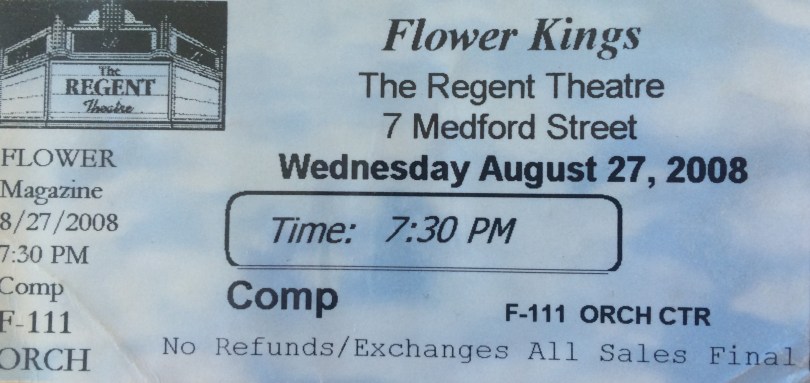 The
REGENT
Theatre
FLOWER
Magazine
8/27/2008
7:30 PM
Comp
F-111
ORCH
Flower Kings
The Regent Theatre
7 Medford Street
Wednesday August 27, 2008
Time: 7:30 PM
Comp
F-111 ORCH CTR
No Refunds/Exchanges All Sales Final